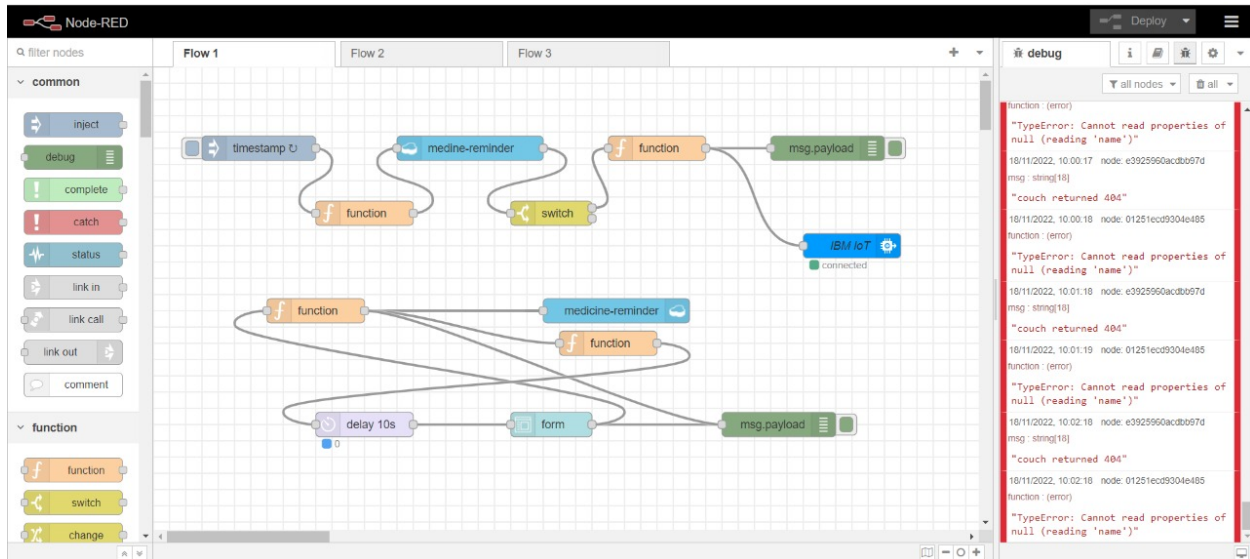 Node-RED
Deploy
filter nodes
Flow 1
Flow 2
Flow 3
debug
i
all nodes
all
common
inject
debug
complete
catch
status
link in
link call
link out
comment
function
function
switch
change
timestamp ↻
medine-reminder
function
msg.payload
function
switch
IBM IoT
connected
function
medicine-reminder
function
delay 10s
form
msg.payload
0
function : (error)
"TypeError: Cannot read properties of
null (reading 'name')"
18/11/2022, 10:00:17 node: e3925960acdbb97d
msg : string[18]
"couch returned 404"
18/11/2022, 10:00:18 node: 01251ecd9304e485
function : (error)
"TypeError: Cannot read properties of
null (reading 'name')"
18/11/2022, 10:01:18 node: e3925960acdbb97d
msg : string[18]
"couch returned 404"
18/11/2022, 10:01:19 node: 01251ecd9304e485
function : (error)
"TypeError: Cannot read properties of
null (reading 'name')"
18/11/2022, 10:02:18 node: e3925960acdbb97d
msg : string[18]
"couch returned 404"
18/11/2022, 10:02:18 node: 01251ecd9304e485
function : (error)
"TypeError: Cannot read properties of
null (reading 'name')"